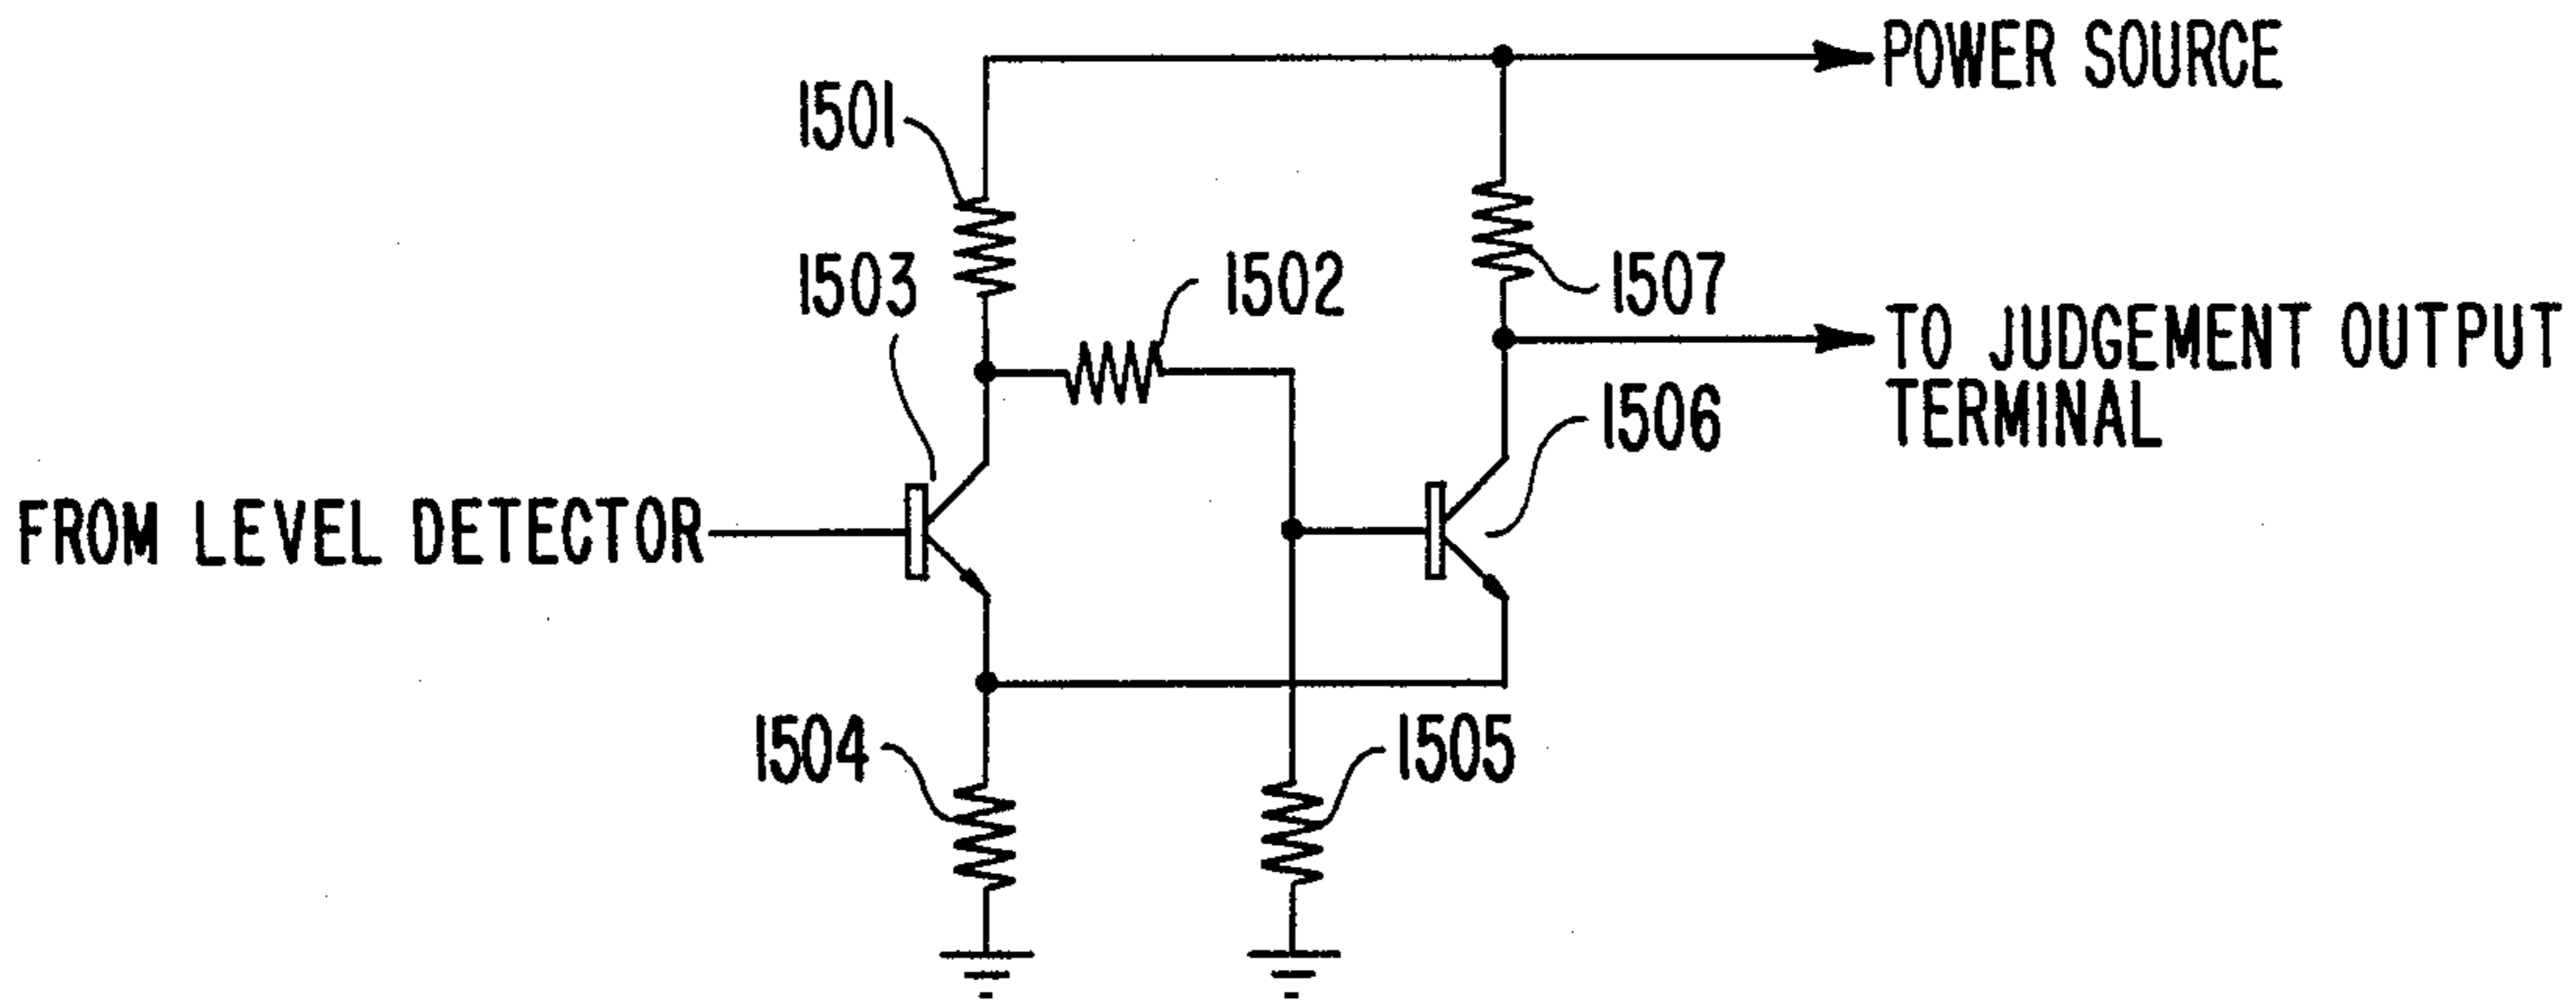 POWER SOURCE
1501
1503
1502
1507
TO JUDGEMENT OUTPUT
TERMINAL
1506
FROM LEVEL DETECTOR
1504
1505